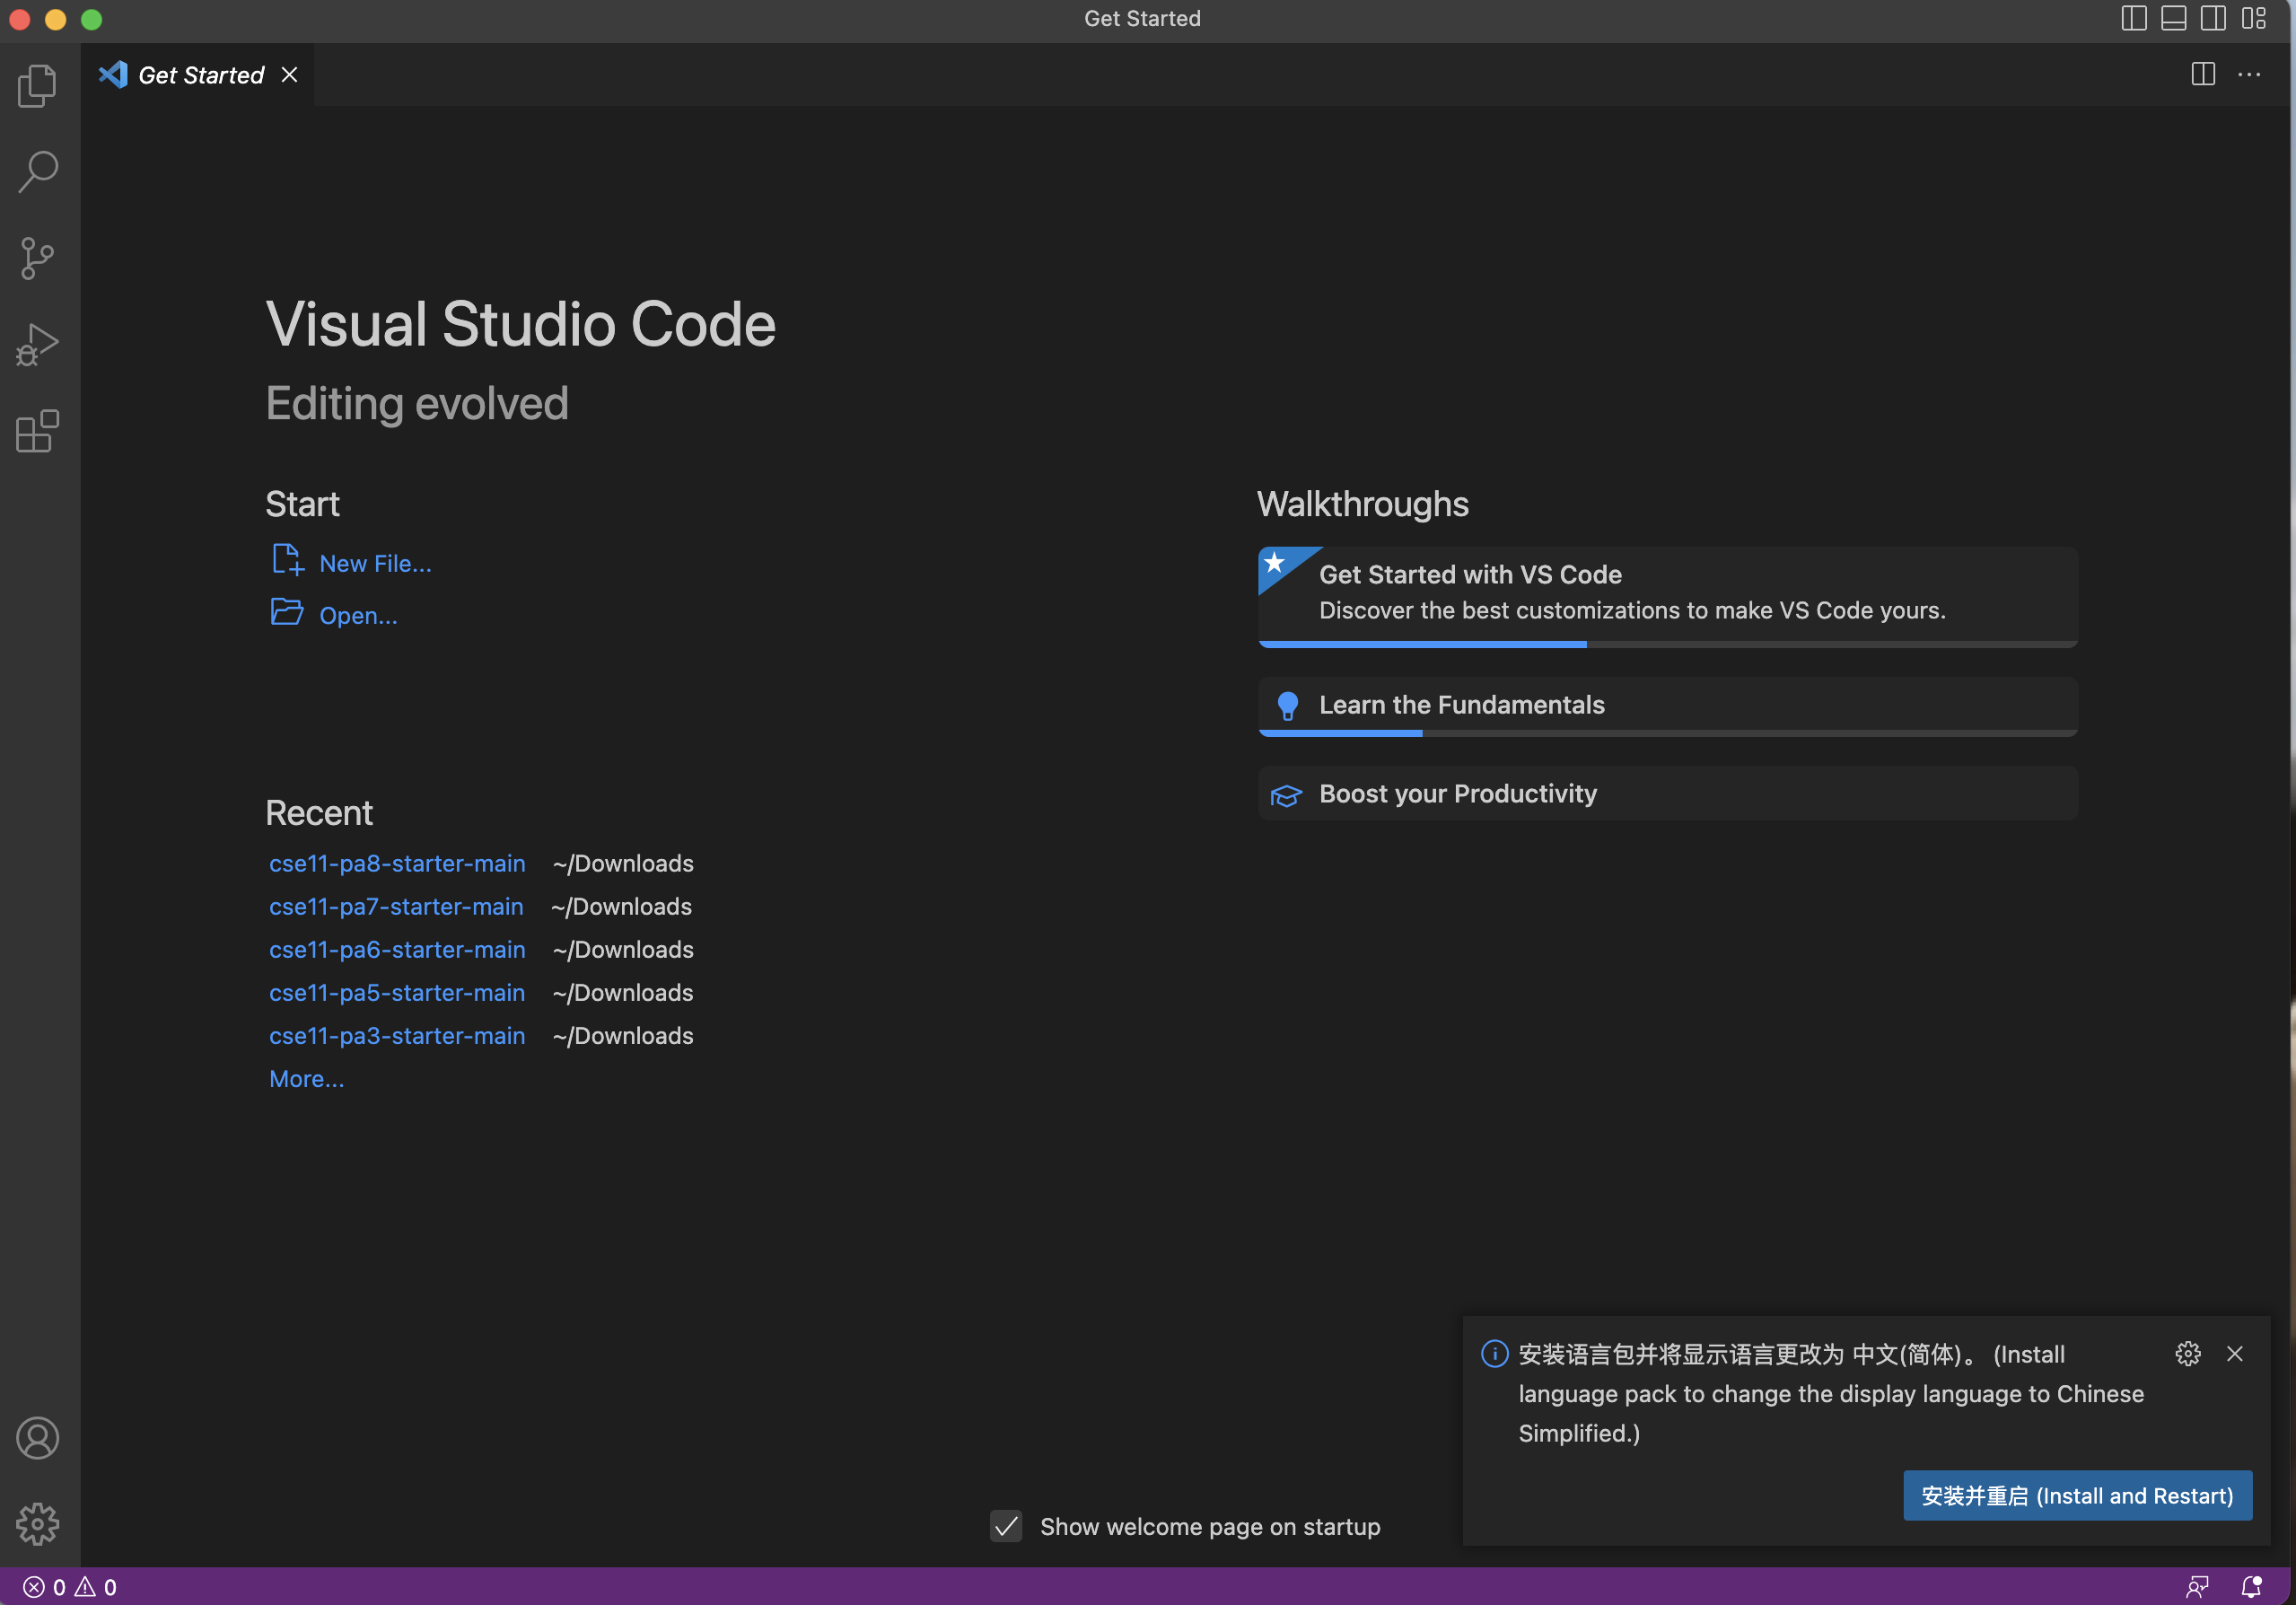 Get Started
Get Started
Visual Studio Code
Editing evolved
Start
New File...
Open...
Recent
cse11-pa8-starter-main ~/Downloads
cse11-pa7-starter-main ~/Downloads
cse11-pa6-starter-main ~/Downloads
cse11-pa5-starter-main ~/Downloads
cse11-pa3-starter-main ~/Downloads
More...
Walkthroughs
Get Started with VS Code
Discover the best customizations to make VS Code yours.
Learn the Fundamentals
Boost your Productivity
安装语言包并将显示语言更改为 中文(简体)。 (Install
language pack to change the display language to Chinese
Simplified.)
安装并重启 (Install and Restart)
Show welcome page on startup
0 0